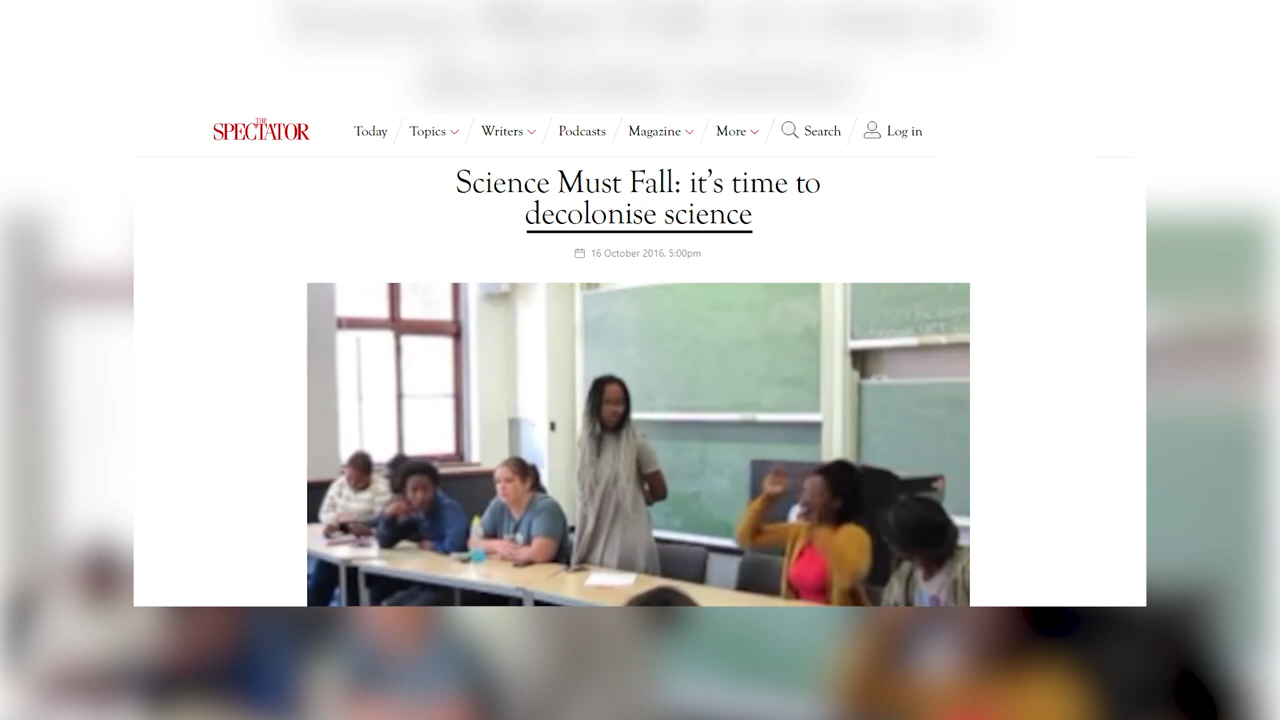 THE SPECTATOR
Today Topics Writers Podcasts Magazine More Search Log in
Science Must Fall: it's time to
decolonise science
16 October 2016, 5:00pm